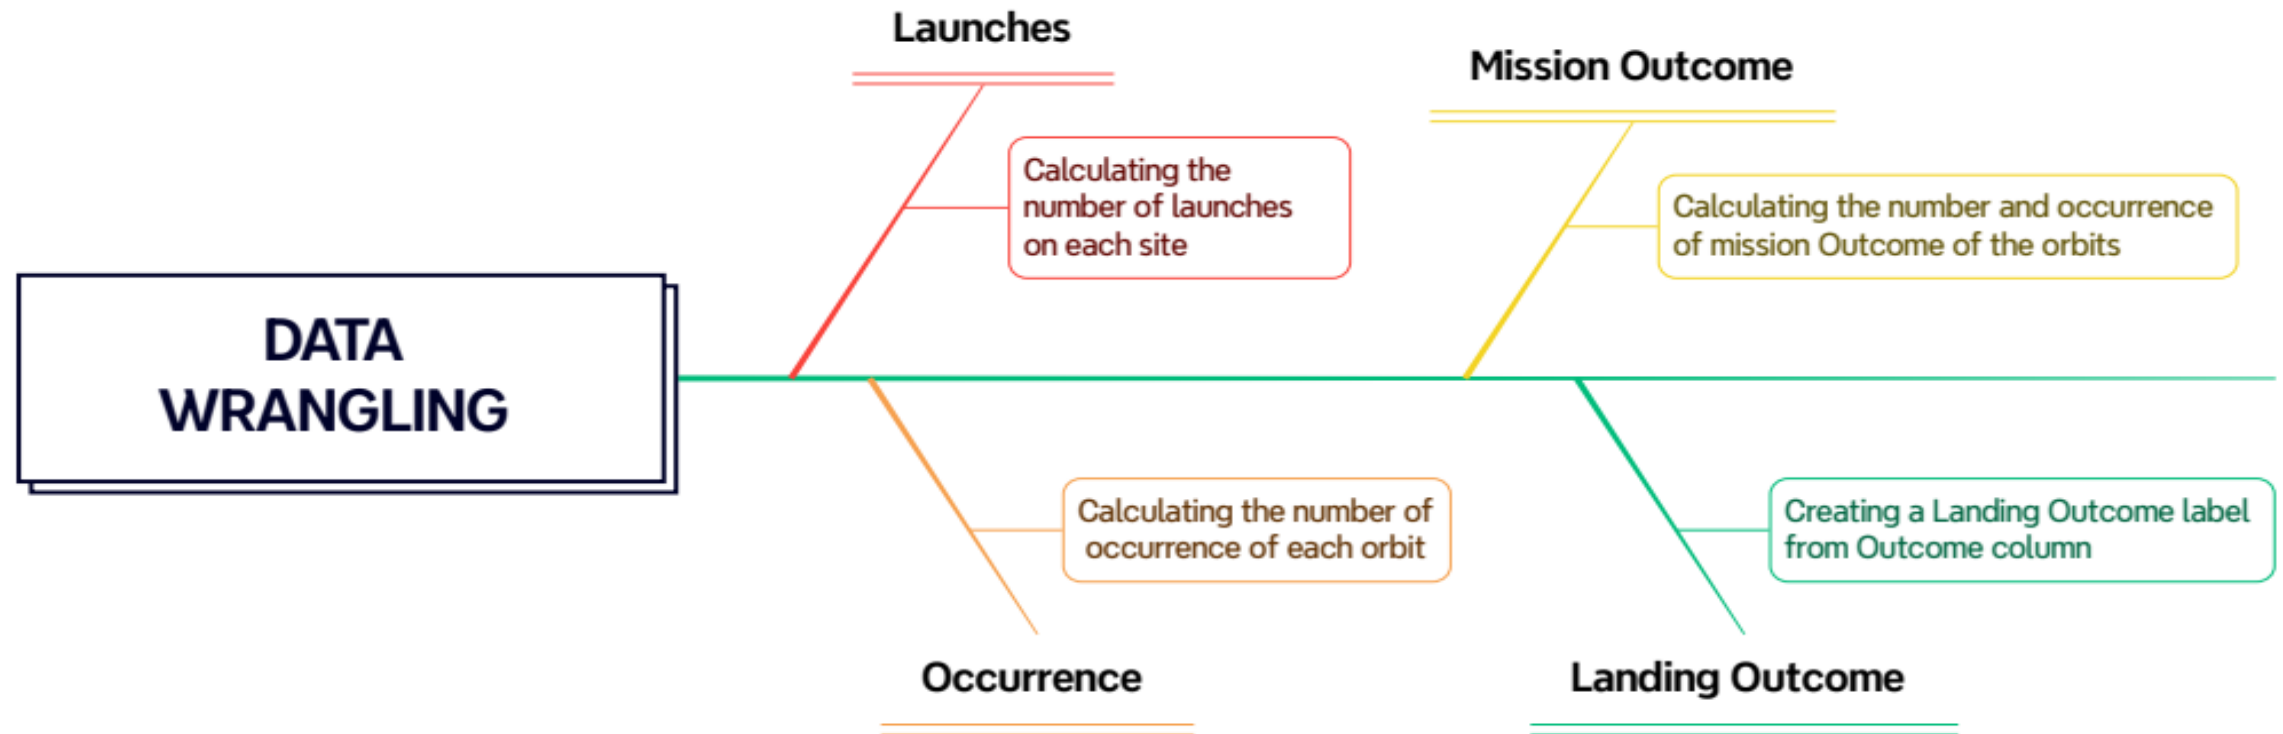 Launches
Mission Outcome
Calculating the
number of launches
on each site
Calculating the number and occurrence
of mission Outcome of the orbits
DATA
WRANGLING
Calculating the number of
occurrence of each orbit
Creating a Landing Outcome label
from Outcome column
Occurrence
Landing Outcome